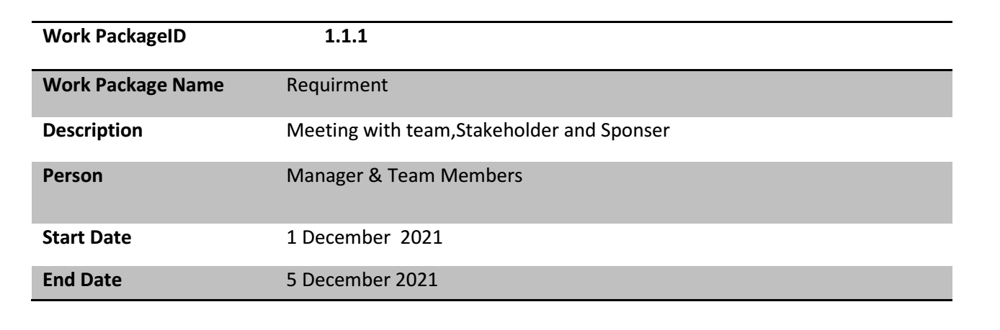 Work PackageID 1.1.1
Work Package Name Requirment
Description Meeting with team,Stakeholder and Sponser
Person Manager & Team Members
Start Date 1 December  2021
End Date 5 December 2021